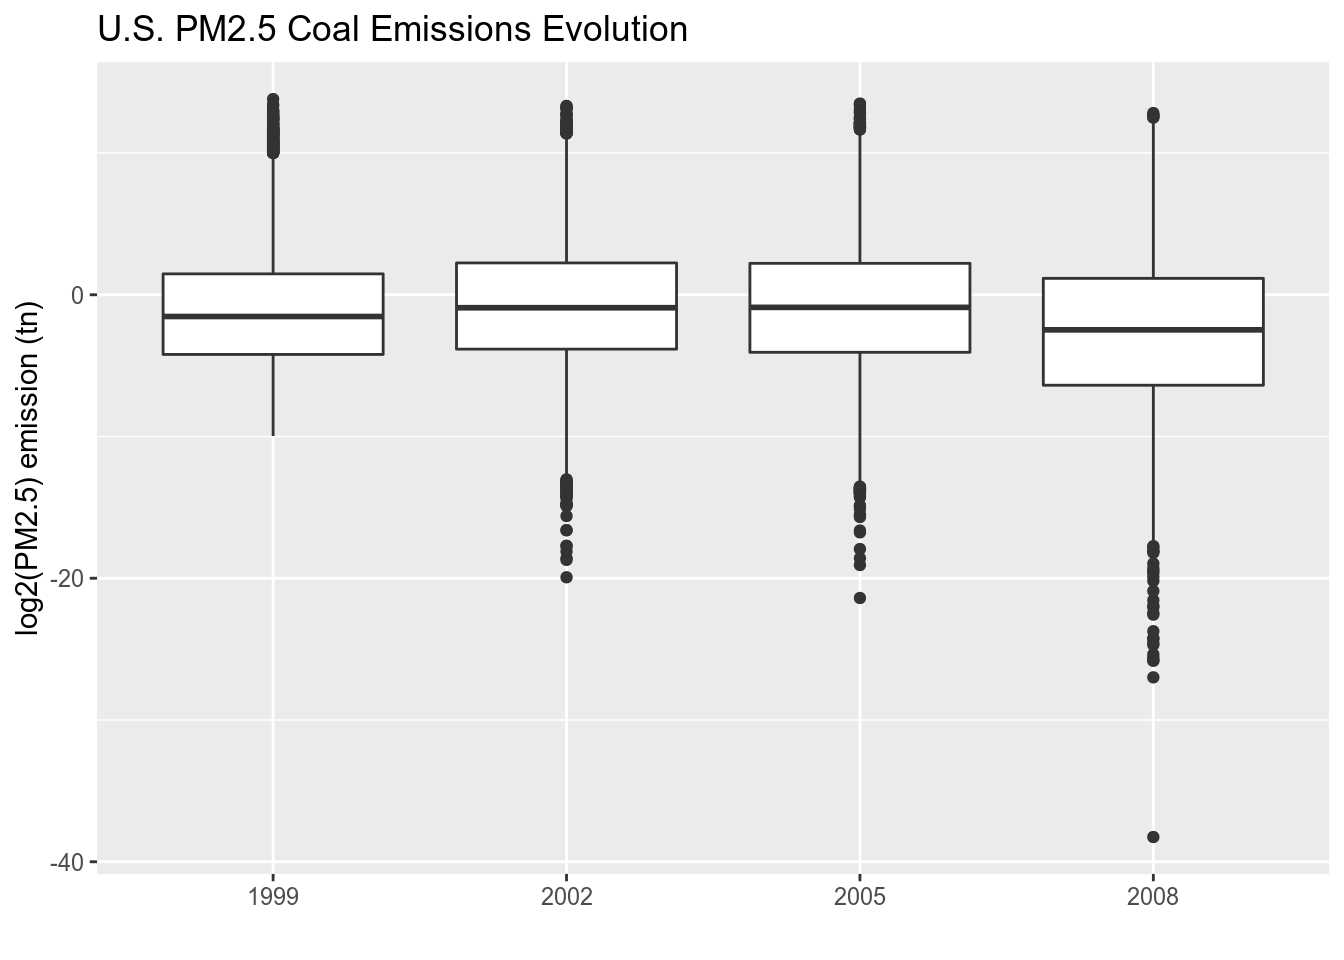 U.S. PM2.5 Coal Emissions Evolution
log2(PM2.5) emission (tn)
0
-20
-40
1999 2002 2005 2008